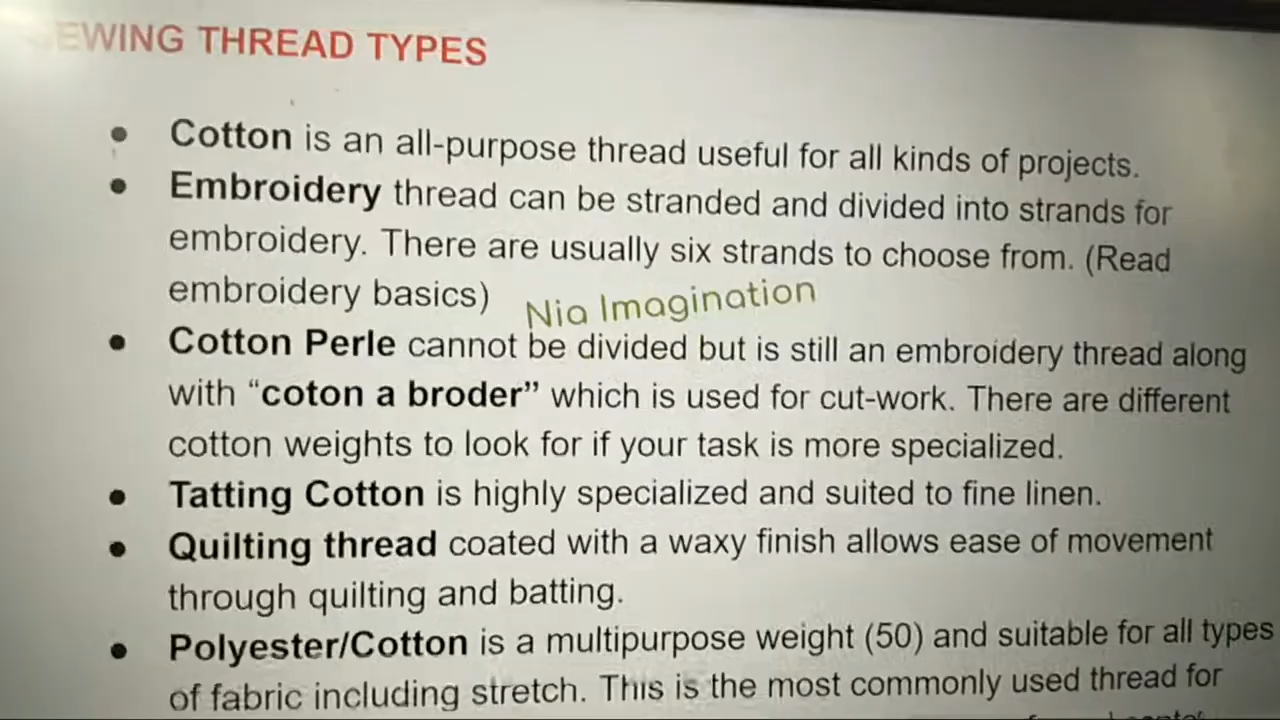 EWING THREAD TYPES
● Cotton is an all-purpose thread useful for all kinds of projects.
● Embroidery thread can be stranded and divided into strands for
embroidery. There are usually six strands to choose from. (Read
embroidery basics)
Nia Imagination
● Cotton Perle cannot be divided but is still an embroidery thread along
with “coton a broder” which is used for cut-work. There are different
cotton weights to look for if your task is more specialized.
● Tatting Cotton is highly specialized and suited to fine linen.
● Quilting thread coated with a waxy finish allows ease of movement
through quilting and batting.
● Polyester/Cotton is a multipurpose weight (50) and suitable for all types
of fabric including stretch. This is the most commonly used thread for